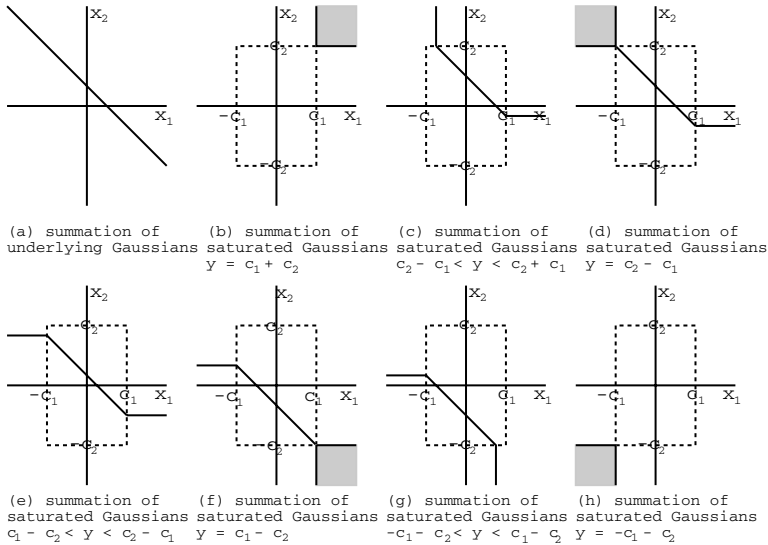 x₂ x₂ x₂ x₂
c₂ c₂ c₂
x₁ -c₁ c₁ x₁ -c₁ c₁ x₁ -c₁ c₁ x₁
-c₂ -c₂ -c₂
(a) summation of
underlying Gaussians
(b) summation of
saturated Gaussians
y = c₁ + c₂
(c) summation of
saturated Gaussians
c₂ - c₁ < y < c₂ + c₁
(d) summation of
saturated Gaussians
y = c₂ - c₁
x₂ x₂ x₂ x₂
c₂ c₂ c₂ c₂
-c₁ c₁ x₁ -c₁ c₁ x₁ -c₁ c₁ x₁ -c₁ c₁ x₁
-c₂ -c₂ -c₂ -c₂
(e) summation of
saturated Gaussians
c₁ - c₂ < y < c₂ - c₁
(f) summation of
saturated Gaussians
y = c₁ - c₂
(g) summation of
saturated Gaussians
-c₁ - c₂ < y < c₁ - c₂
(h) summation of
saturated Gaussians
y = -c₁ - c₂